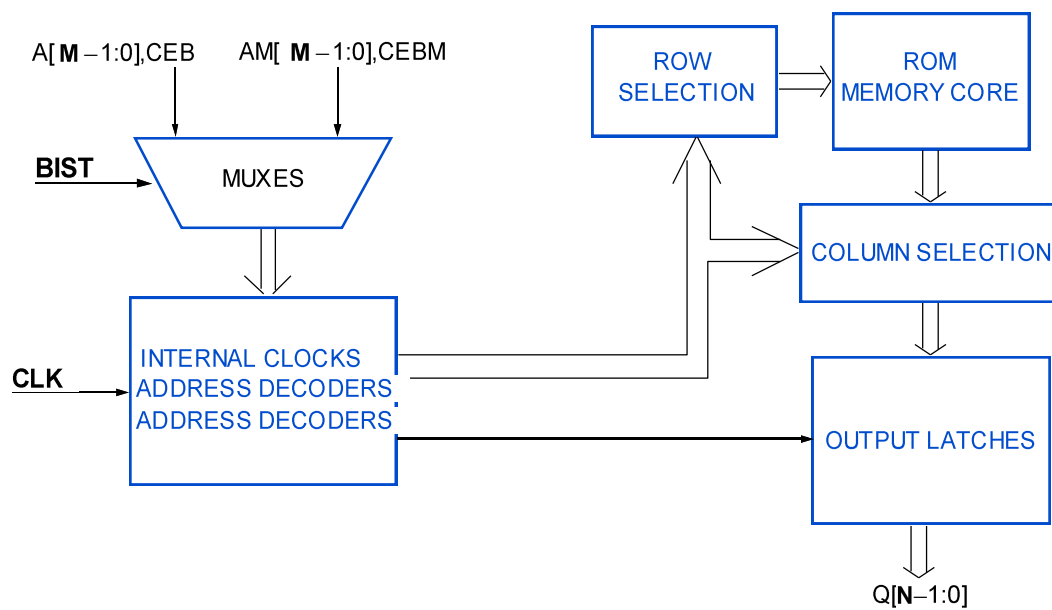 A[ M –1:0],CEB
AM[ M –1:0],CEBM
BIST
MUXES
ROW
SELECTION
ROM
MEMORY CORE
COLUMN SELECTION
CLK
INTERNAL CLOCKS
ADDRESS DECODERS
ADDRESS DECODERS
OUTPUT LATCHES
Q[N–1:0]